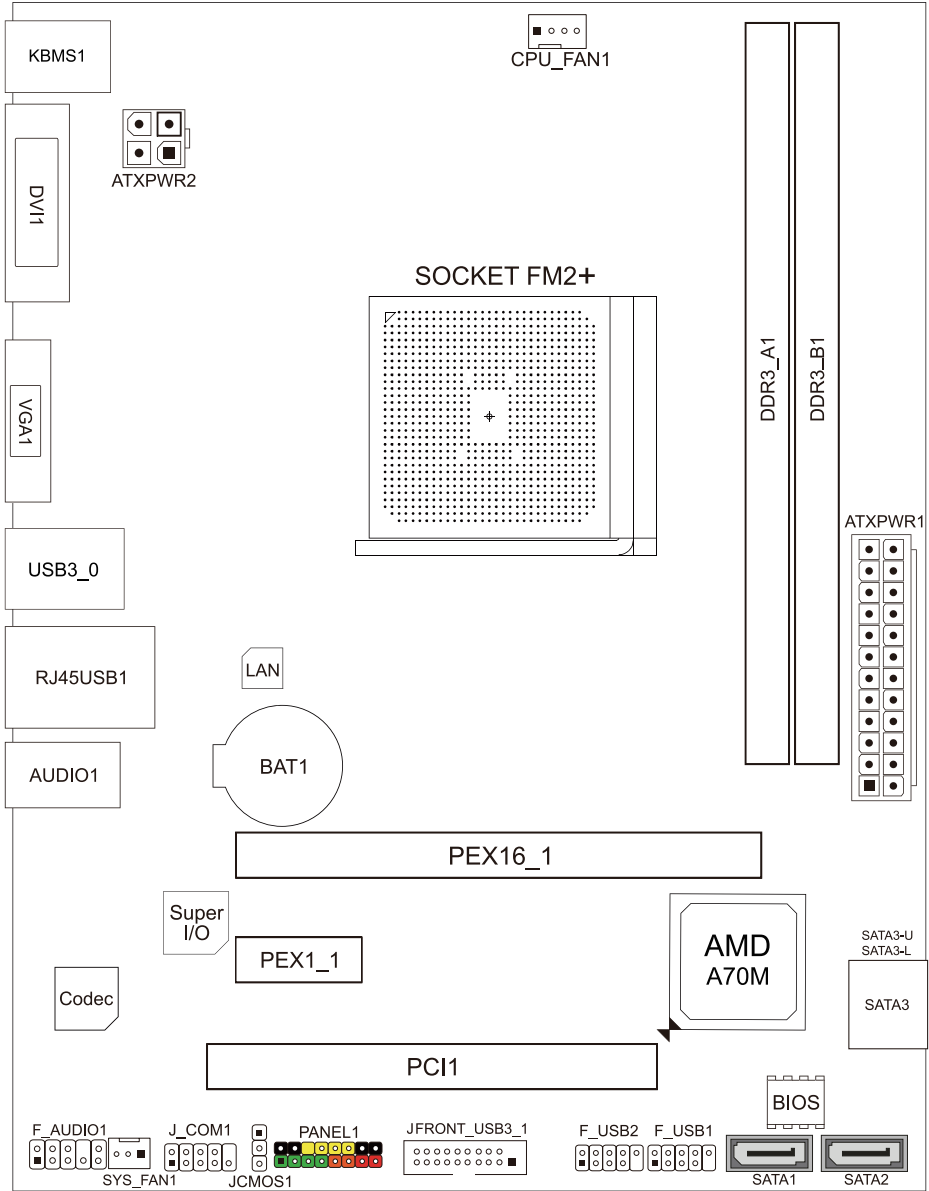 KBMS1
CPU_FAN1
ATXPWR2
DVI1
SOCKET FM2+
DDR3_A1
DDR3_B1
VGA1
ATXPWR1
USB3_0
RJ45USB1
LAN
AUDIO1
BAT1
PEX16_1
Super
I/O
AMD
A70M
SATA3-U
SATA3-L
PEX1_1
Codec
SATA3
PCI1
BIOS
F_AUDIO1
J_COM1
PANEL1
JFRONT_USB3_1
F_USB2
F_USB1
SYS_FAN1
JCMOS1
SATA1
SATA2